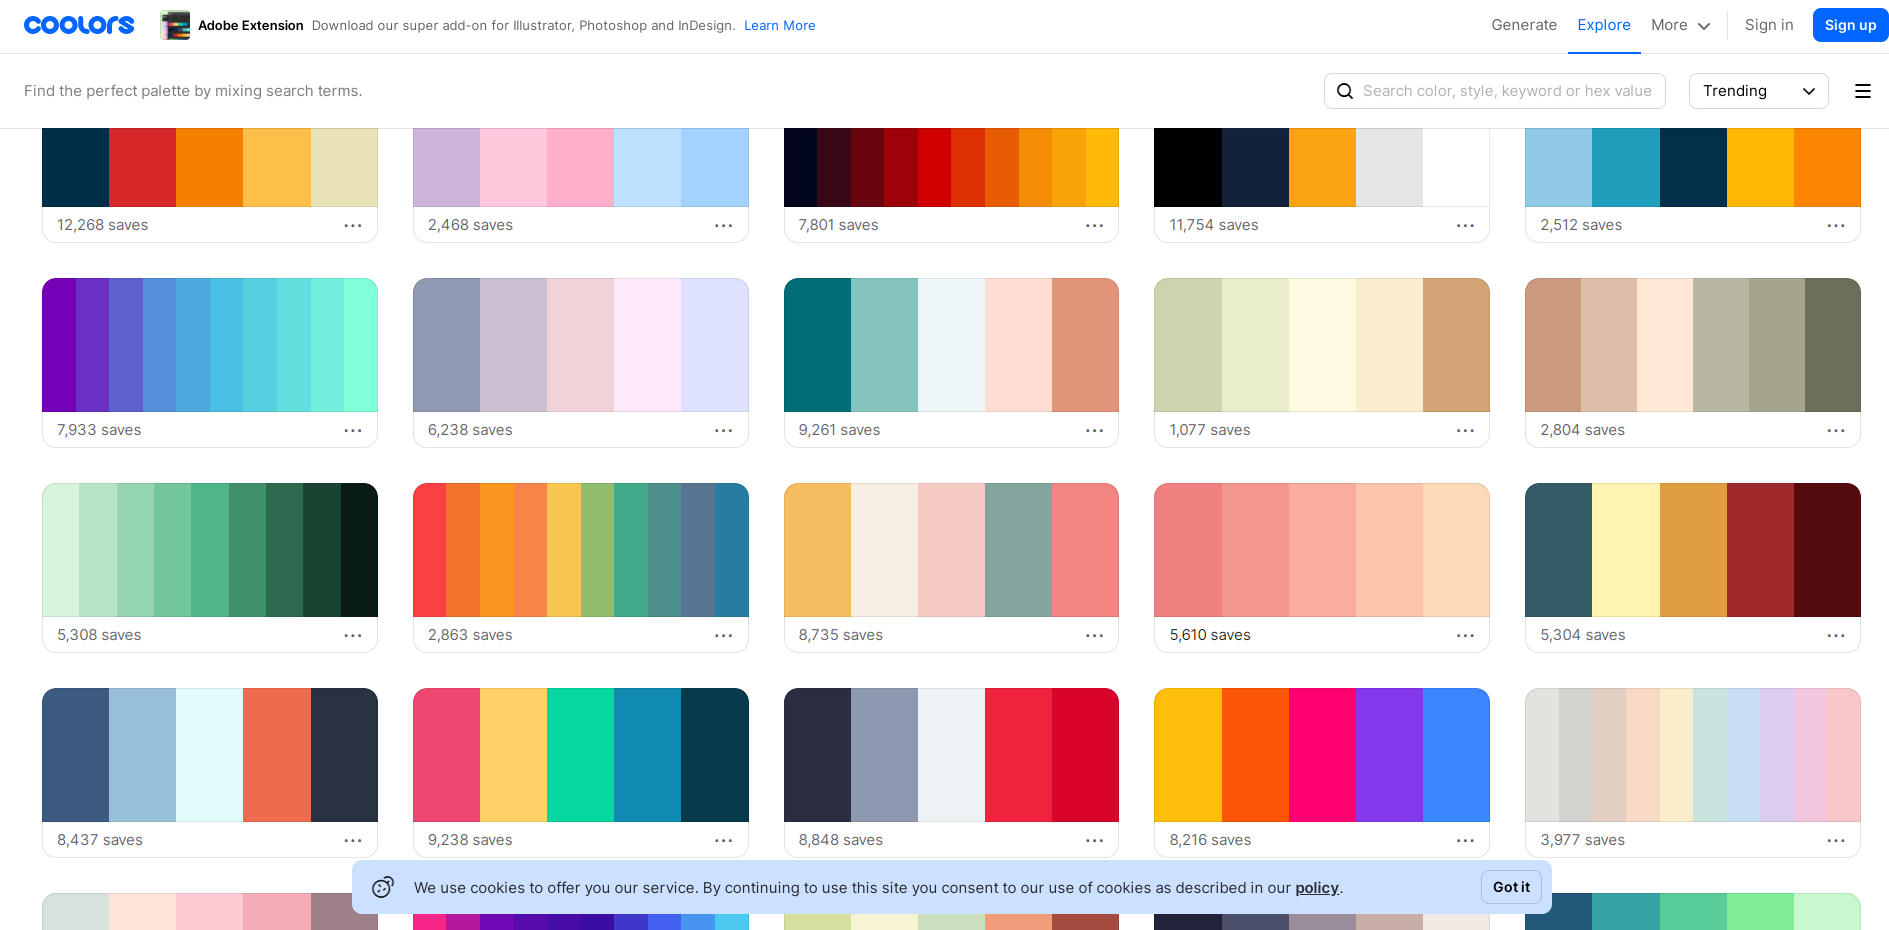 coolors
Adobe Extension Download our super add-on for Illustrator, Photoshop and InDesign. Learn More
Generate Explore More Sign in Sign up
Find the perfect palette by mixing search terms.
Search color, style, keyword or hex value
Trending
12,268 saves
2,468 saves
7,801 saves
11,754 saves
2,512 saves
7,933 saves
6,238 saves
9,261 saves
1,077 saves
2,804 saves
5,308 saves
2,863 saves
8,735 saves
5,610 saves
5,304 saves
8,437 saves
9,238 saves
8,848 saves
8,216 saves
3,977 saves
We use cookies to offer you our service. By continuing to use this site you consent to our use of cookies as described in our policy.
Got it